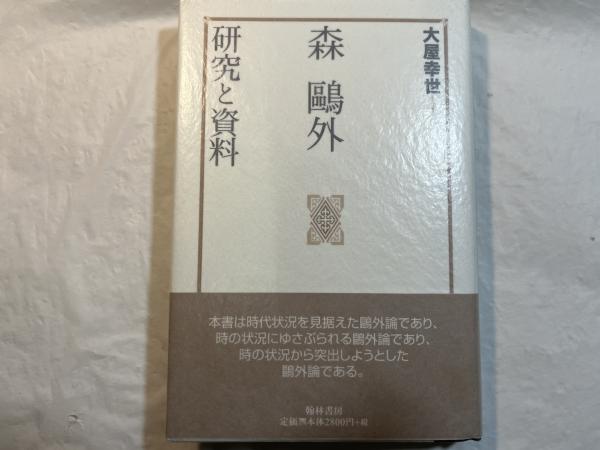 大屋幸世
森鷗外
研究と資料
本書は時代状況を見据えた鷗外論であり、
時の状況にゆさぶられる鷗外論であり、
時の状況から突出しようとした
鷗外論である。
翰林書房
定価本体2800円+税